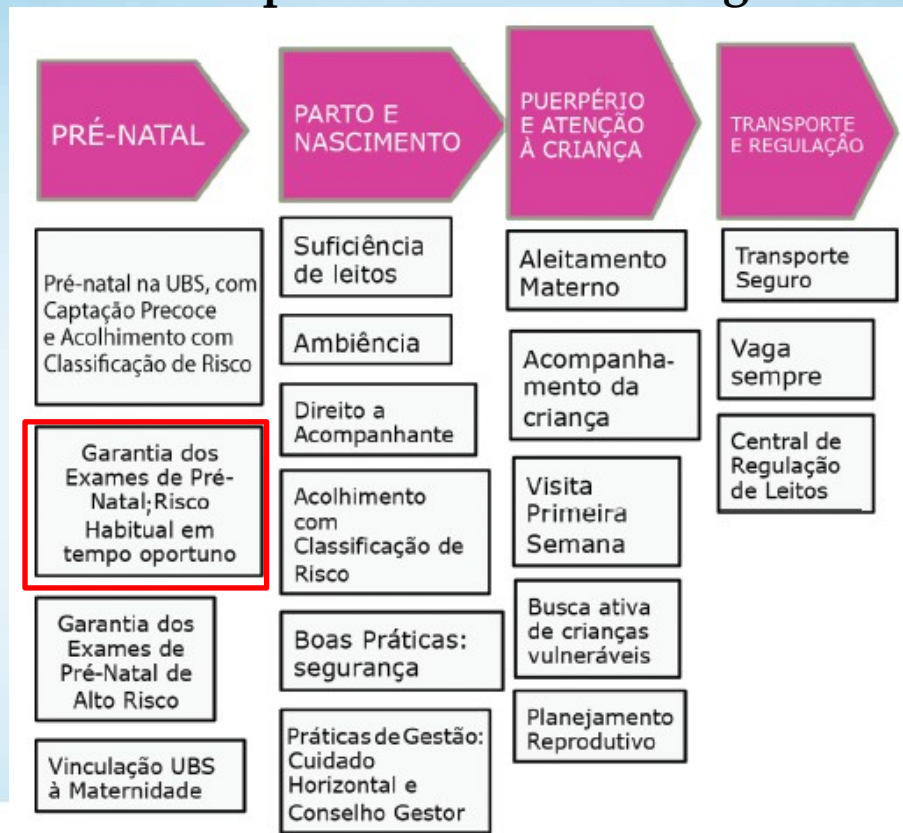 PRÉ-NATAL
Pré-natal na UBS, com
Captação Precoce
e Acolhimento com
Classificação de Risco
Garantia dos
Exames de Pré-
Natal;Risco
Habitual em
tempo oportuno
Garantia dos
Exames de
Pré-Natal de
Alto Risco
Vinculação UBS
à Maternidade
PARTO E
NASCIMENTO
Suficiência
de leitos
Ambiência
Direito a
Acompanhante
Acolhimento
com
Classificação de
Risco
Boas Práticas:
segurança
Práticas de Gestão:
Cuidado
Horizontal e
Conselho Gestor
PUERPÉRIO
E ATENÇÃO
À CRIANÇA
Aleitamento
Materno
Acompanha-
mento da
criança
Visita
Primeira
Semana
Busca ativa
de crianças
vulneráveis
Planejamento
Reprodutivo
TRANSPORTE
E REGULAÇÃO
Transporte
Seguro
Vaga
sempre
Central de
Regulação
de Leitos